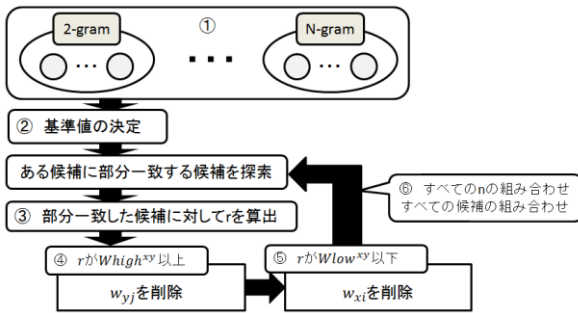 ①
2-gram
N-gram
… ･･･ …
② 基準値の決定
ある候補に部分一致する候補を探索
③ 部分一致した候補に対してrを算出
⑥ すべてのnの組み合わせ
すべての候補の組み合わせ
④ rがWhigh^xy以上
w_yjを削除
⑤ rがWlow^xy以下
w_xiを削除